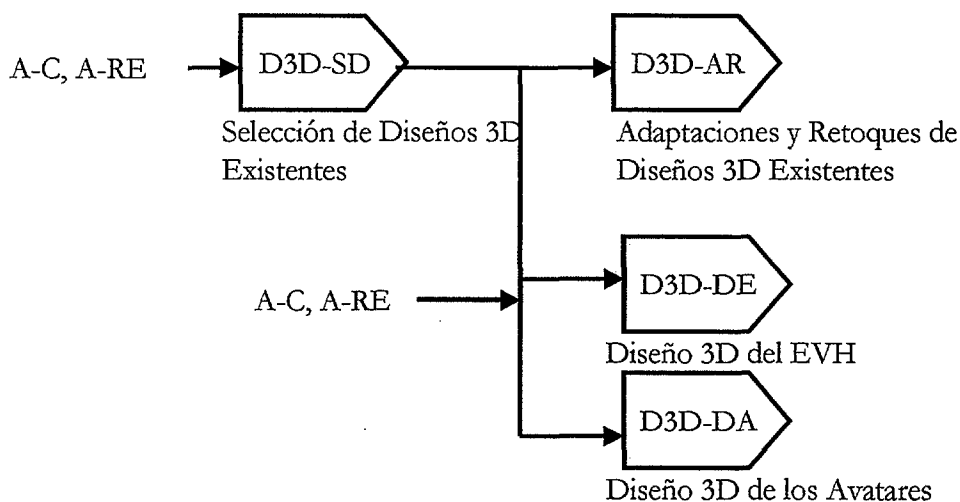 A-C, A-RE
D3D-SD
D3D-AR
Selección de Diseños 3D
Existentes
Adaptaciones y Retoques de
Diseños 3D Existentes
A-C, A-RE
D3D-DE
Diseño 3D del EVH
D3D-DA
Diseño 3D de los Avatares